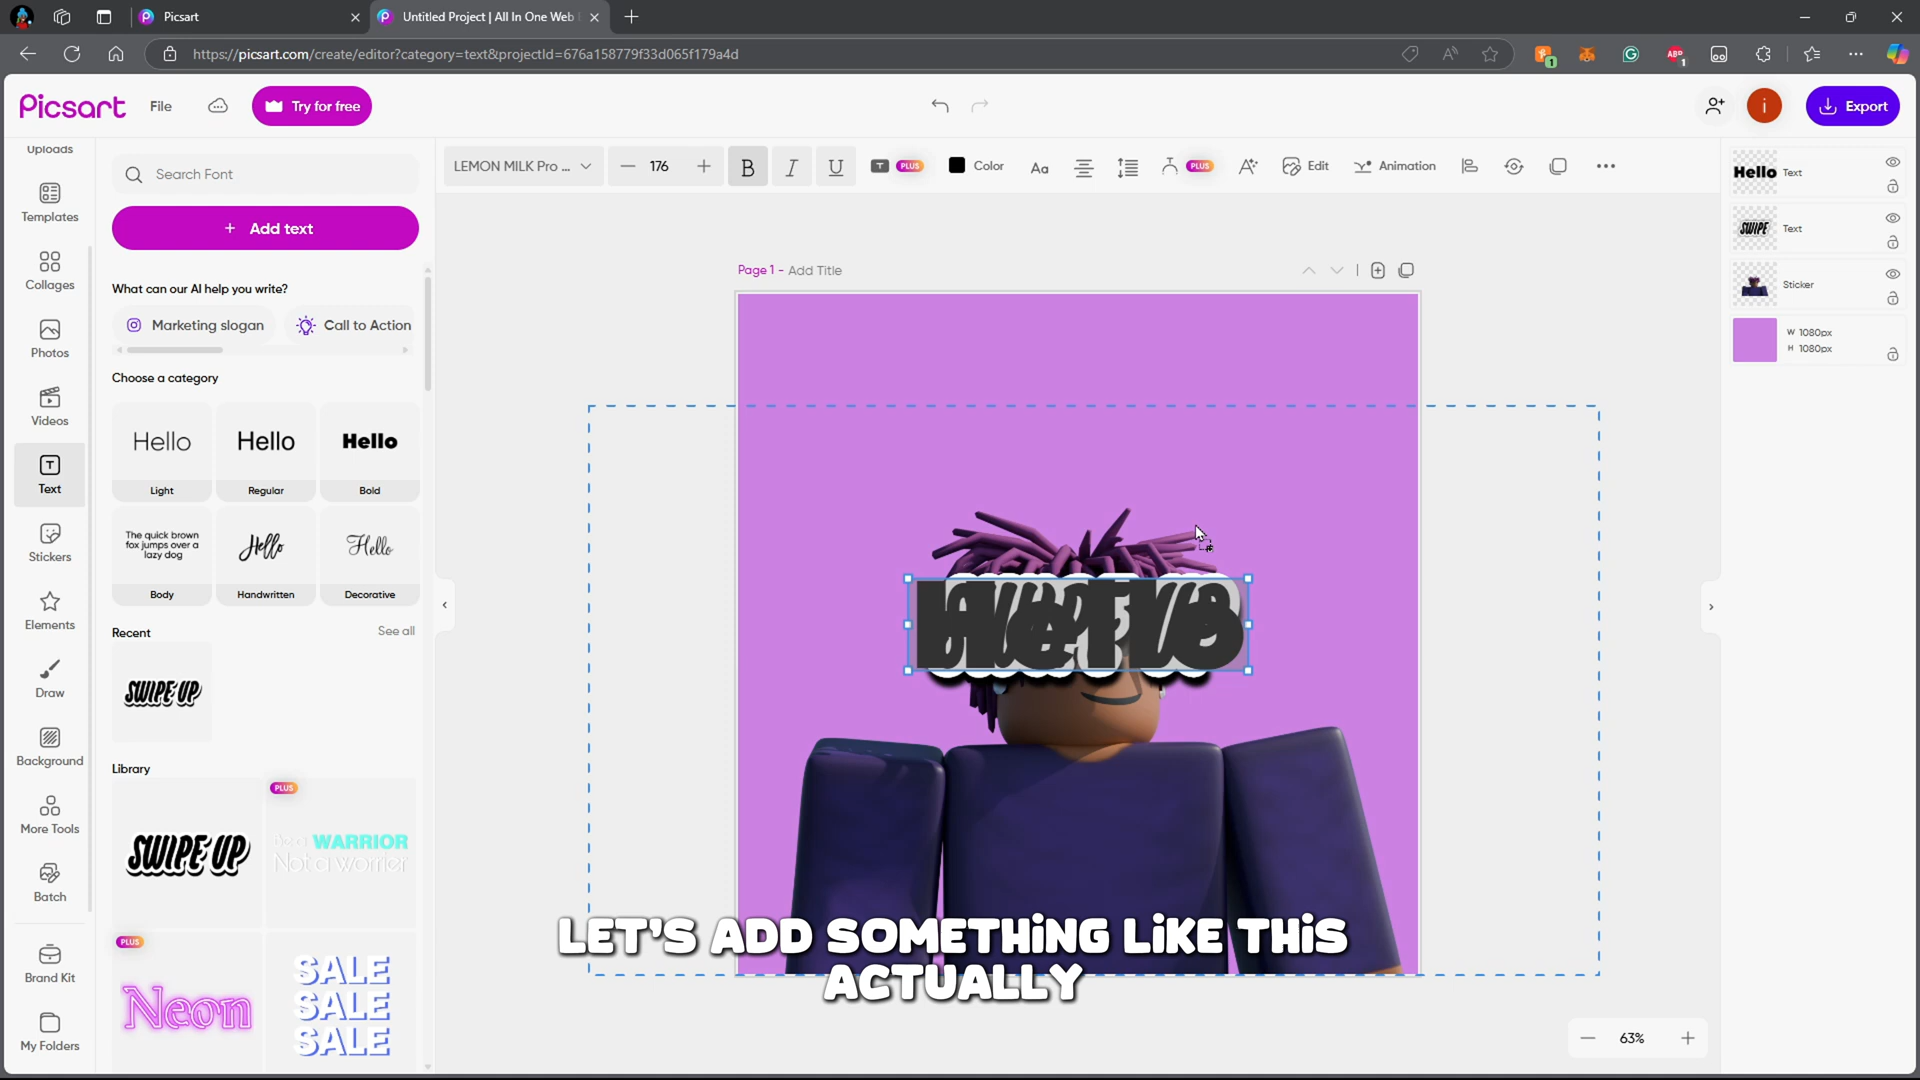 Picsart
Untitled Project | All In One Web
https://picsart.com/create/editor?category=text&projectId=676a158779f33d065f179a4d
Picsart
File
Try for free
Export
Uploads
Templates
Collages
Photos
Videos
Text
Stickers
Elements
Draw
Background
More Tools
Batch
Brand Kit
My Folders
Search Font
+ Add text
What can our AI help you write?
Marketing slogan
Call to Action
Choose a category
Hello
Hello
Hello
Light
Regular
Bold
The quick brown
fox jumps over a
lazy dog
Hello
Hello
Body
Handwritten
Decorative
Recent
See all
SWIPE UP
Library
PLUS
SWIPE UP
WARRIOR
Not a worrier
PLUS
Neon
SALE
SALE
SALE
LEMON MILK Pro ...
176
B
I
U
PLUS
Color
Aa
PLUS
Edit
Animation
Page 1 - Add Title
LET'S ADD SOMETHING LIKE THIS
ACTUALLY
Hello
Text
SWIPE
Text
Sticker
W 1080px
H 1080px
63%